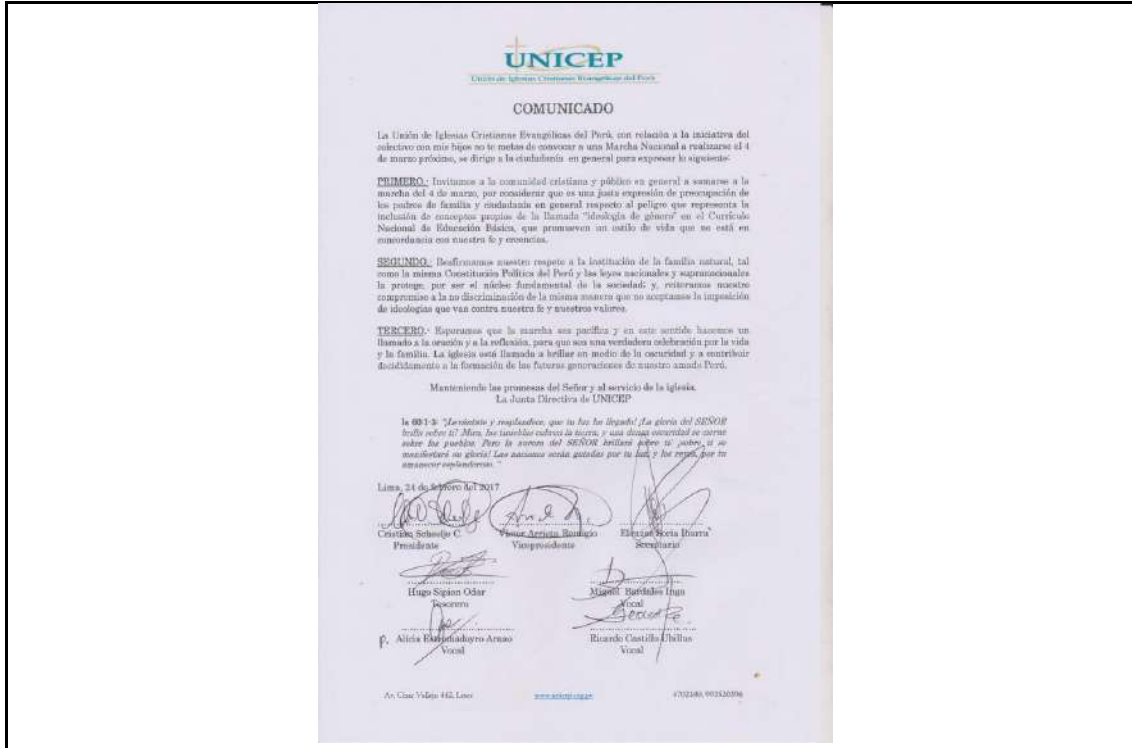 UNICEP
Unión de Iglesias Cristianas Evangélicas del Perú
COMUNICADO
La Unión de Iglesias Cristianas Evangélicas del Perú, con relación a la iniciativa del
colectivo con mis hijos no te metas de convocar a una Marcha Nacional a realizarse el 4
de marzo próximo, se dirige a la ciudadanía en general para expresar lo siguiente:
PRIMERO.- Invitamos a la comunidad cristiana y público en general a sumarse a la
marcha del 4 de marzo, por considerar que es una justa expresión de preocupación de
los padres de familia y ciudadanía en general respecto al peligro que representa la
inclusión de conceptos propios de la llamada "ideología de género" en el Currículo
Nacional de Educación Básica, que promueven un estilo de vida que no está en
concordancia con nuestra fe y creencias.
SEGUNDO.- Reafirmamos nuestro respeto a la institución de la familia natural, tal
como la misma Constitución Política del Perú y las leyes nacionales y supranacionales
la protege, por ser el núcleo fundamental de la sociedad; y, reiteramos nuestro
compromiso a la no discriminación de la misma manera que no aceptamos la imposición
de ideologías que van contra nuestra fe y nuestros valores.
TERCERO.- Esperamos que la marcha sea pacífica y en este sentido hacemos un
llamado a la oración y a la reflexión, para que sea una verdadera celebración por la vida
y la familia. La iglesia está llamada a brillar en medio de la oscuridad y a contribuir
decididamente a la formación de las futuras generaciones de nuestro amado Perú.
Manteniendo las promesas del Señor y al servicio de la iglesia.
La Junta Directiva de UNICEP
Is 60:1-3: "¡Levántate y resplandece, que tu luz ha llegado! ¡La gloria del SEÑOR
brilla sobre ti! Mira, las tinieblas cubren la tierra, y una densa oscuridad se cierne
sobre los pueblos. Pero la aurora del SEÑOR brillará sobre ti; ¡sobre ti se
manifestará su gloria! Las naciones serán guiadas por tu luz, y los reyes, por tu
amanecer esplendoroso."
Lima, 24 de febrero del 2017
Cristian Scheelje C. Víctor Arrieta Remigio Eliezer Soria Ibarra
Presidente Vicepresidente Secretario
Hugo Sipion Odar Miguel Bardales Inga
Tesorero Vocal
p. Alicia Estremadoyro Arnao Ricardo Castillo Ubillus
Vocal Vocal
Av. César Vallejo 462, Lince